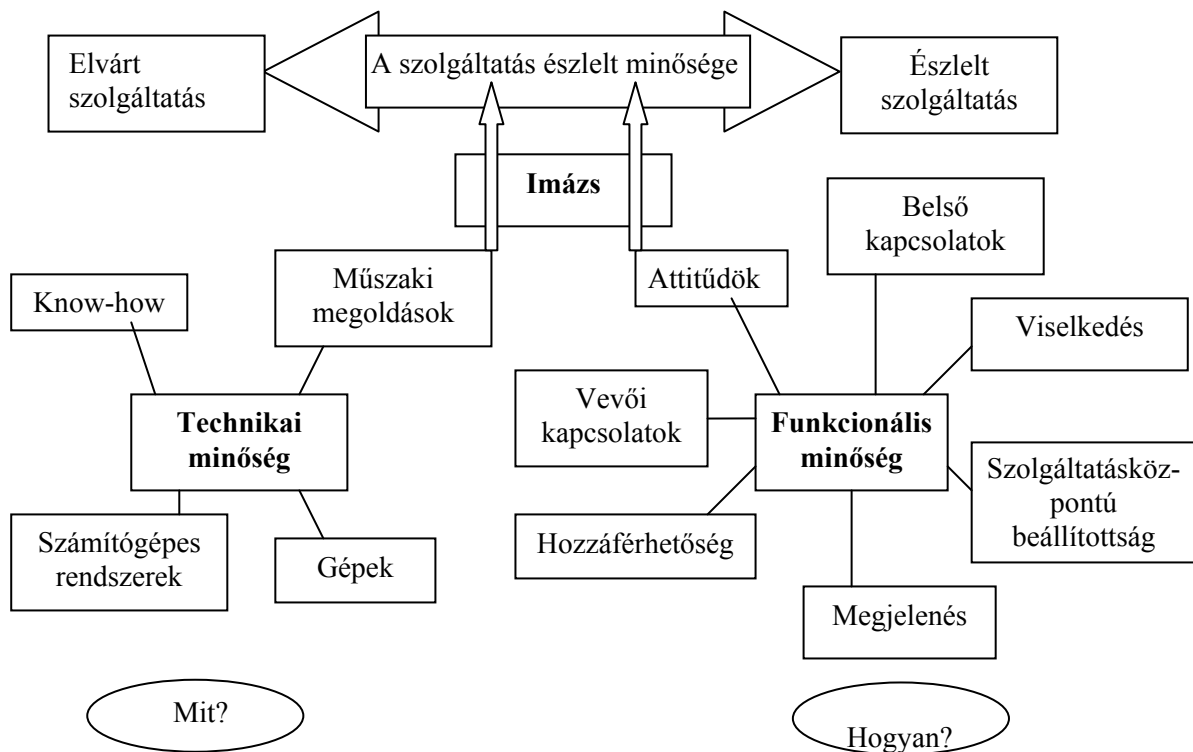 Elvárt
szolgáltatás
A szolgáltatás észlelt minősége
Észlelt
szolgáltatás
Imázs
Belső
kapcsolatok
Know-how
Műszaki
megoldások
Attitűdök
Viselkedés
Vevői
kapcsolatok
Technikai
minőség
Funkcionális
minőség
Szolgáltatásköz-
pontú
beállítottság
Számítógépes
rendszerek
Gépek
Hozzáférhetőség
Megjelenés
Mit?
Hogyan?